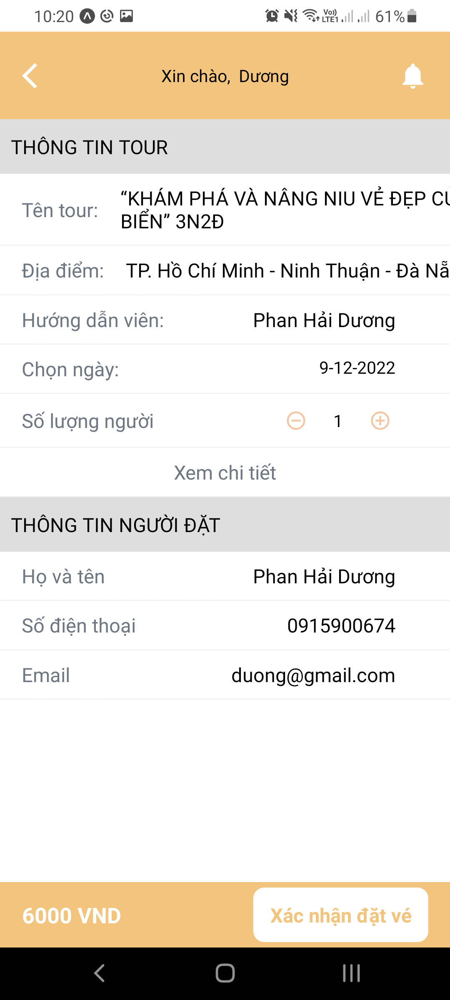 10:20 Vo)) LTE1 61%
Xin chào, Dương
THÔNG TIN TOUR
Tên tour: “KHÁM PHÁ VÀ NÂNG NIU VẺ ĐẸP
BIỂN” 3N2Đ
Địa điểm: TP. Hồ Chí Minh - Ninh Thuận - Đà Nẵ
Hướng dẫn viên: Phan Hải Dương
Chọn ngày: 9-12-2022
Số lượng người 1
Xem chi tiết
THÔNG TIN NGƯỜI ĐẶT
Họ và tên Phan Hải Dương
Số điện thoại 0915900674
Email duong@gmail.com
6000 VND Xác nhận đặt vé